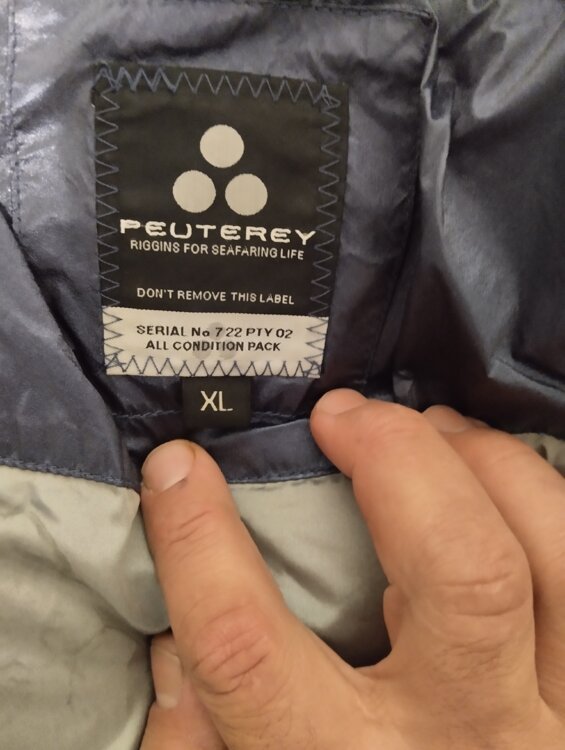 PEUTEREY
RIGGINS FOR SEAFARING LIFE
DON'T REMOVE THIS LABEL
SERIAL No 722 PTY 02
ALL CONDITION PACK
XL